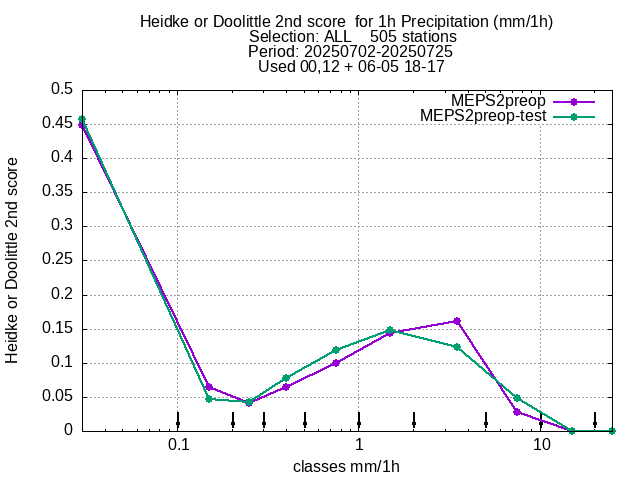 Heidke or Doolittle 2nd score  for 1h Precipitation (mm/1h)
Selection: ALL    505 stations
Period: 20250702-20250725
Used 00,12 + 06-05 18-17
MEPS2preop
MEPS2preop-test
0.5
0.45
0.4
0.35
0.3
0.25
0.2
0.15
0.1
0.05
0
Heidke or Doolittle 2nd score
0.1 1 10
classes mm/1h